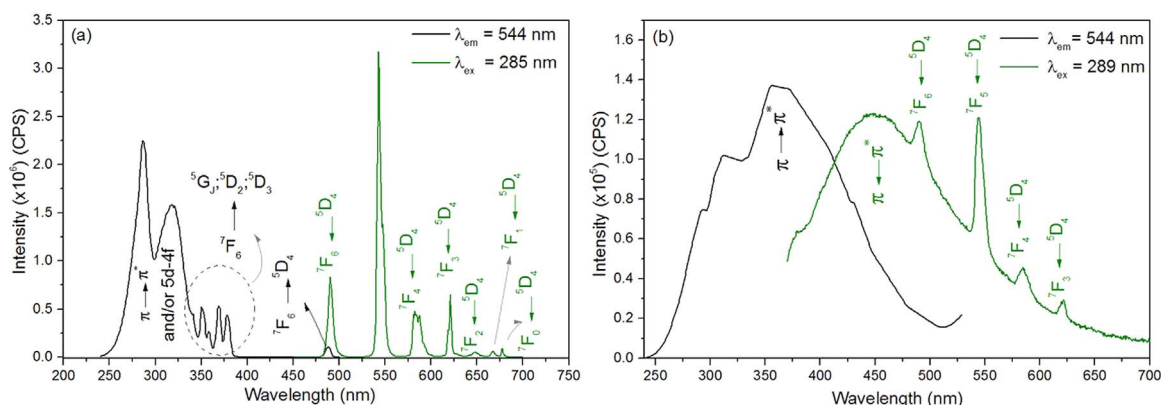 (a)
λem = 544 nm
λex = 285 nm
3.5
3.0
2.5
2.0
1.5
1.0
0.5
0.0
Intensity (x10⁶) (CPS)
π → π*
and/or 5d-4f
⁵G_J;⁵D₂;⁵D₃
⁷F₆
⁵D₄
⁷F₆
⁵D₄
⁷F₆
⁵D₄
⁷F₄
⁵D₄
⁷F₃
⁵D₄
⁷F₂
⁵D₄
⁷F₁
⁵D₄
⁷F₀
200 250 300 350 400 450 500 550 600 650 700 750
Wavelength (nm)
(b)
λem = 544 nm
λex = 289 nm
1.6
1.4
1.2
1.0
0.8
0.6
0.4
0.2
0.0
Intensity (x10⁵) (CPS)
π → π*
π* → π
⁵D₄
⁷F₆
⁵D₄
⁷F₅
⁵D₄
⁷F₄
⁵D₄
⁷F₃
250 300 350 400 450 500 550 600 650 700
Wavelength (nm)